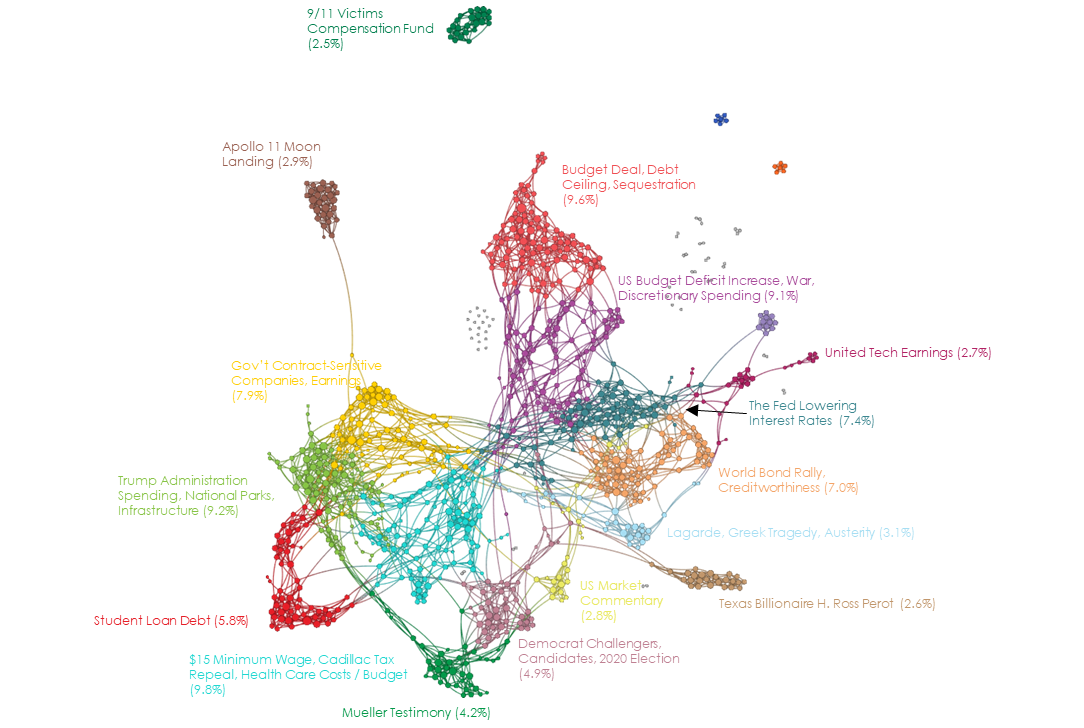 9/11 Victims
Compensation Fund
(2.5%)
Apollo 11 Moon
Landing (2.9%)
Budget Deal, Debt
Ceiling, Sequestration
(9.6%)
US Budget Deficit Increase, War,
Discretionary Spending (9.1%)
United Tech Earnings (2.7%)
Gov't Contract-Sensitive
Companies, Earnings
(7.9%)
The Fed Lowering
Interest Rates (7.4%)
World Bond Rally,
Creditworthiness (7.0%)
Trump Administration
Spending, National Parks,
Infrastructure (9.2%)
Lagarde, Greek Tragedy, Austerity (3.1%)
US Market
Commentary
(2.8%)
Texas Billionaire H. Ross Perot (2.6%)
Student Loan Debt (5.8%)
Democrat Challengers,
Candidates, 2020 Election
(4.9%)
$15 Minimum Wage, Cadillac Tax
Repeal, Health Care Costs / Budget
(9.8%)
Mueller Testimony (4.2%)